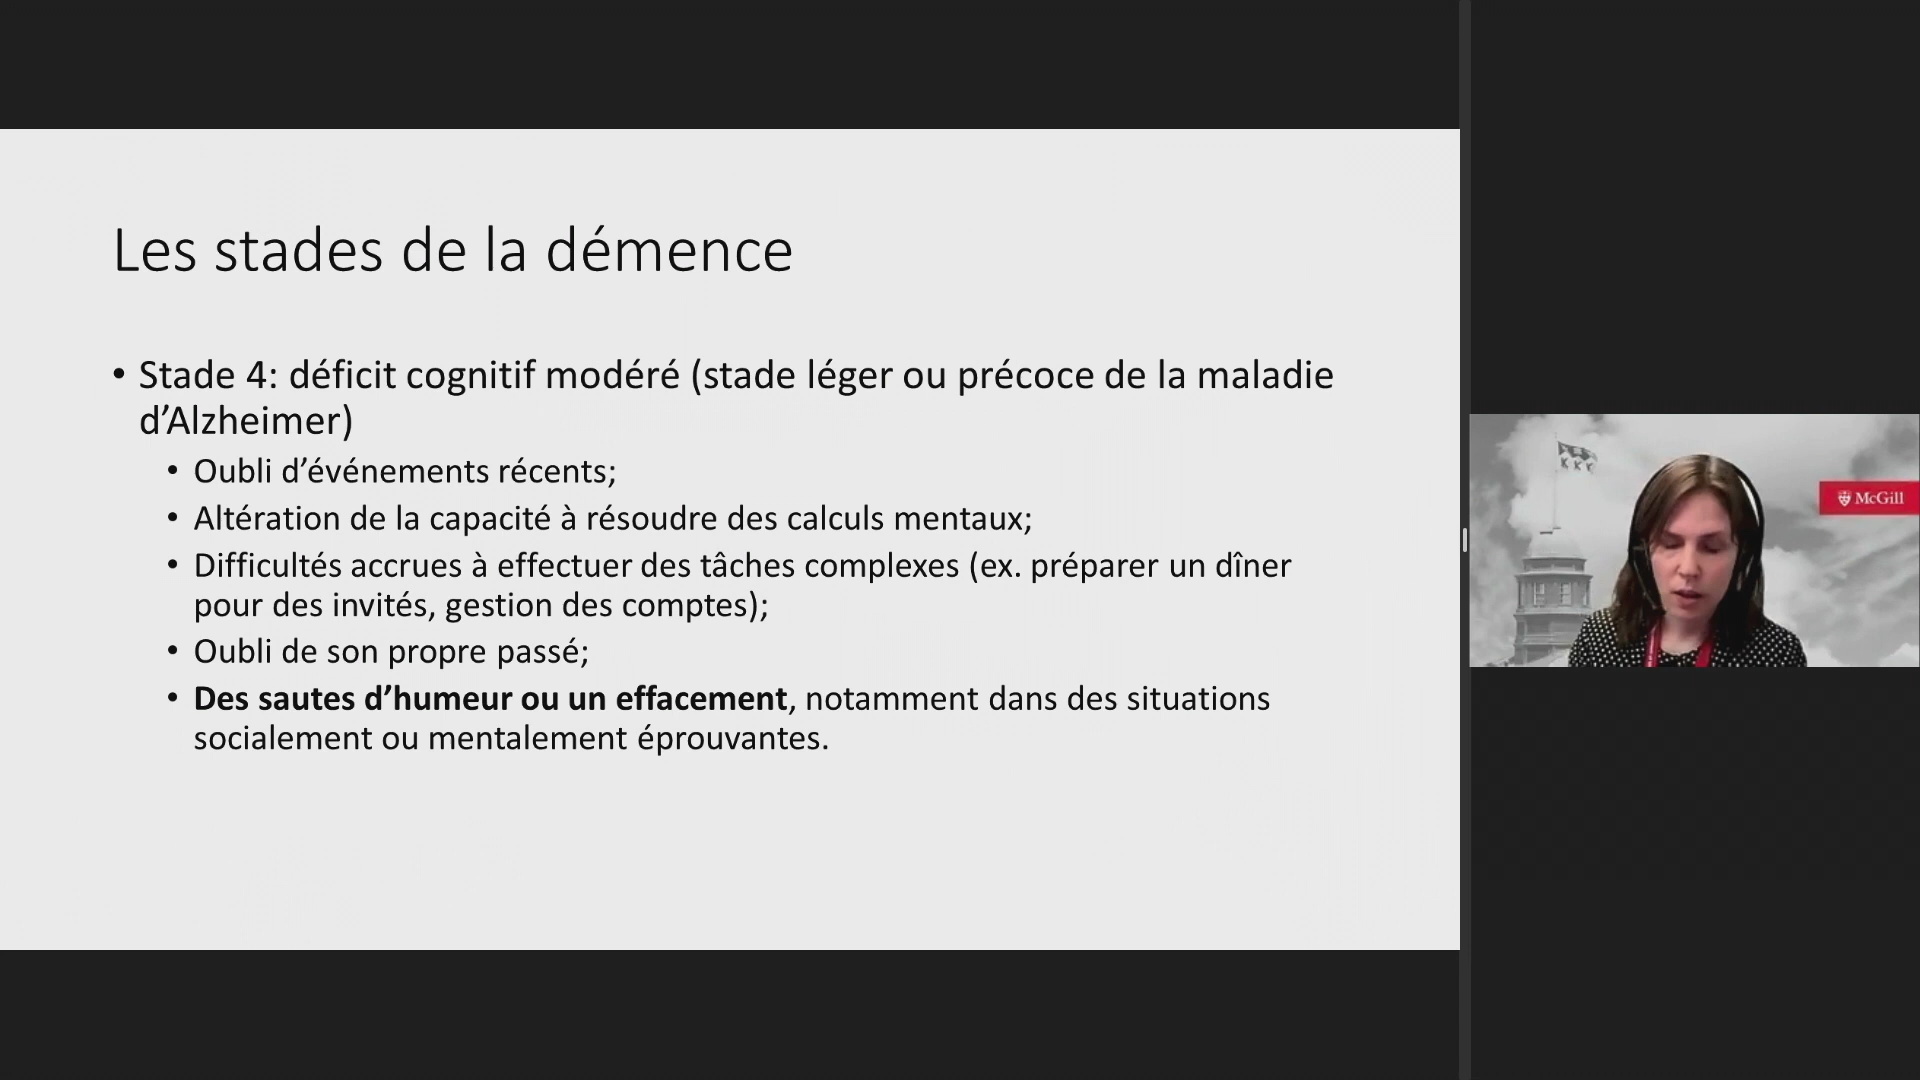 Les stades de la démence
• Stade 4: déficit cognitif modéré (stade léger ou précoce de la maladie
d’Alzheimer)
• Oubli d’événements récents;
• Altération de la capacité à résoudre des calculs mentaux;
• Difficultés accrues à effectuer des tâches complexes (ex. préparer un dîner
pour des invités, gestion des comptes);
• Oubli de son propre passé;
• Des sautes d’humeur ou un effacement, notamment dans des situations
socialement ou mentalement éprouvantes.
McGill